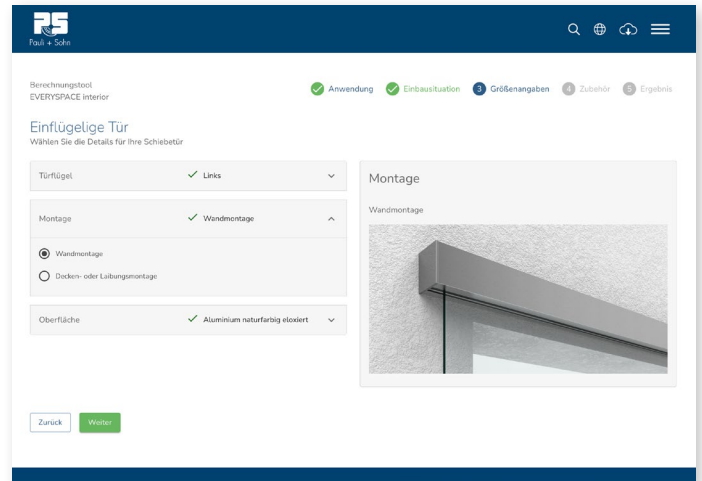 PS
Pauli + Sohn
Berechnungstool
EVERYSPACE interior
Anwendung
Einbausituation
3 Größenangaben
4 Zubehör
5 Ergebnis
Einflügelige Tür
Wählen Sie die Details für Ihre Schiebetür
Türflügel
Links
Montage
Wandmontage
Wandmontage
Decken- oder Laibungsmontage
Oberfläche
Aluminium naturfarbig eloxiert
Montage
Wandmontage
Zurück
Weiter